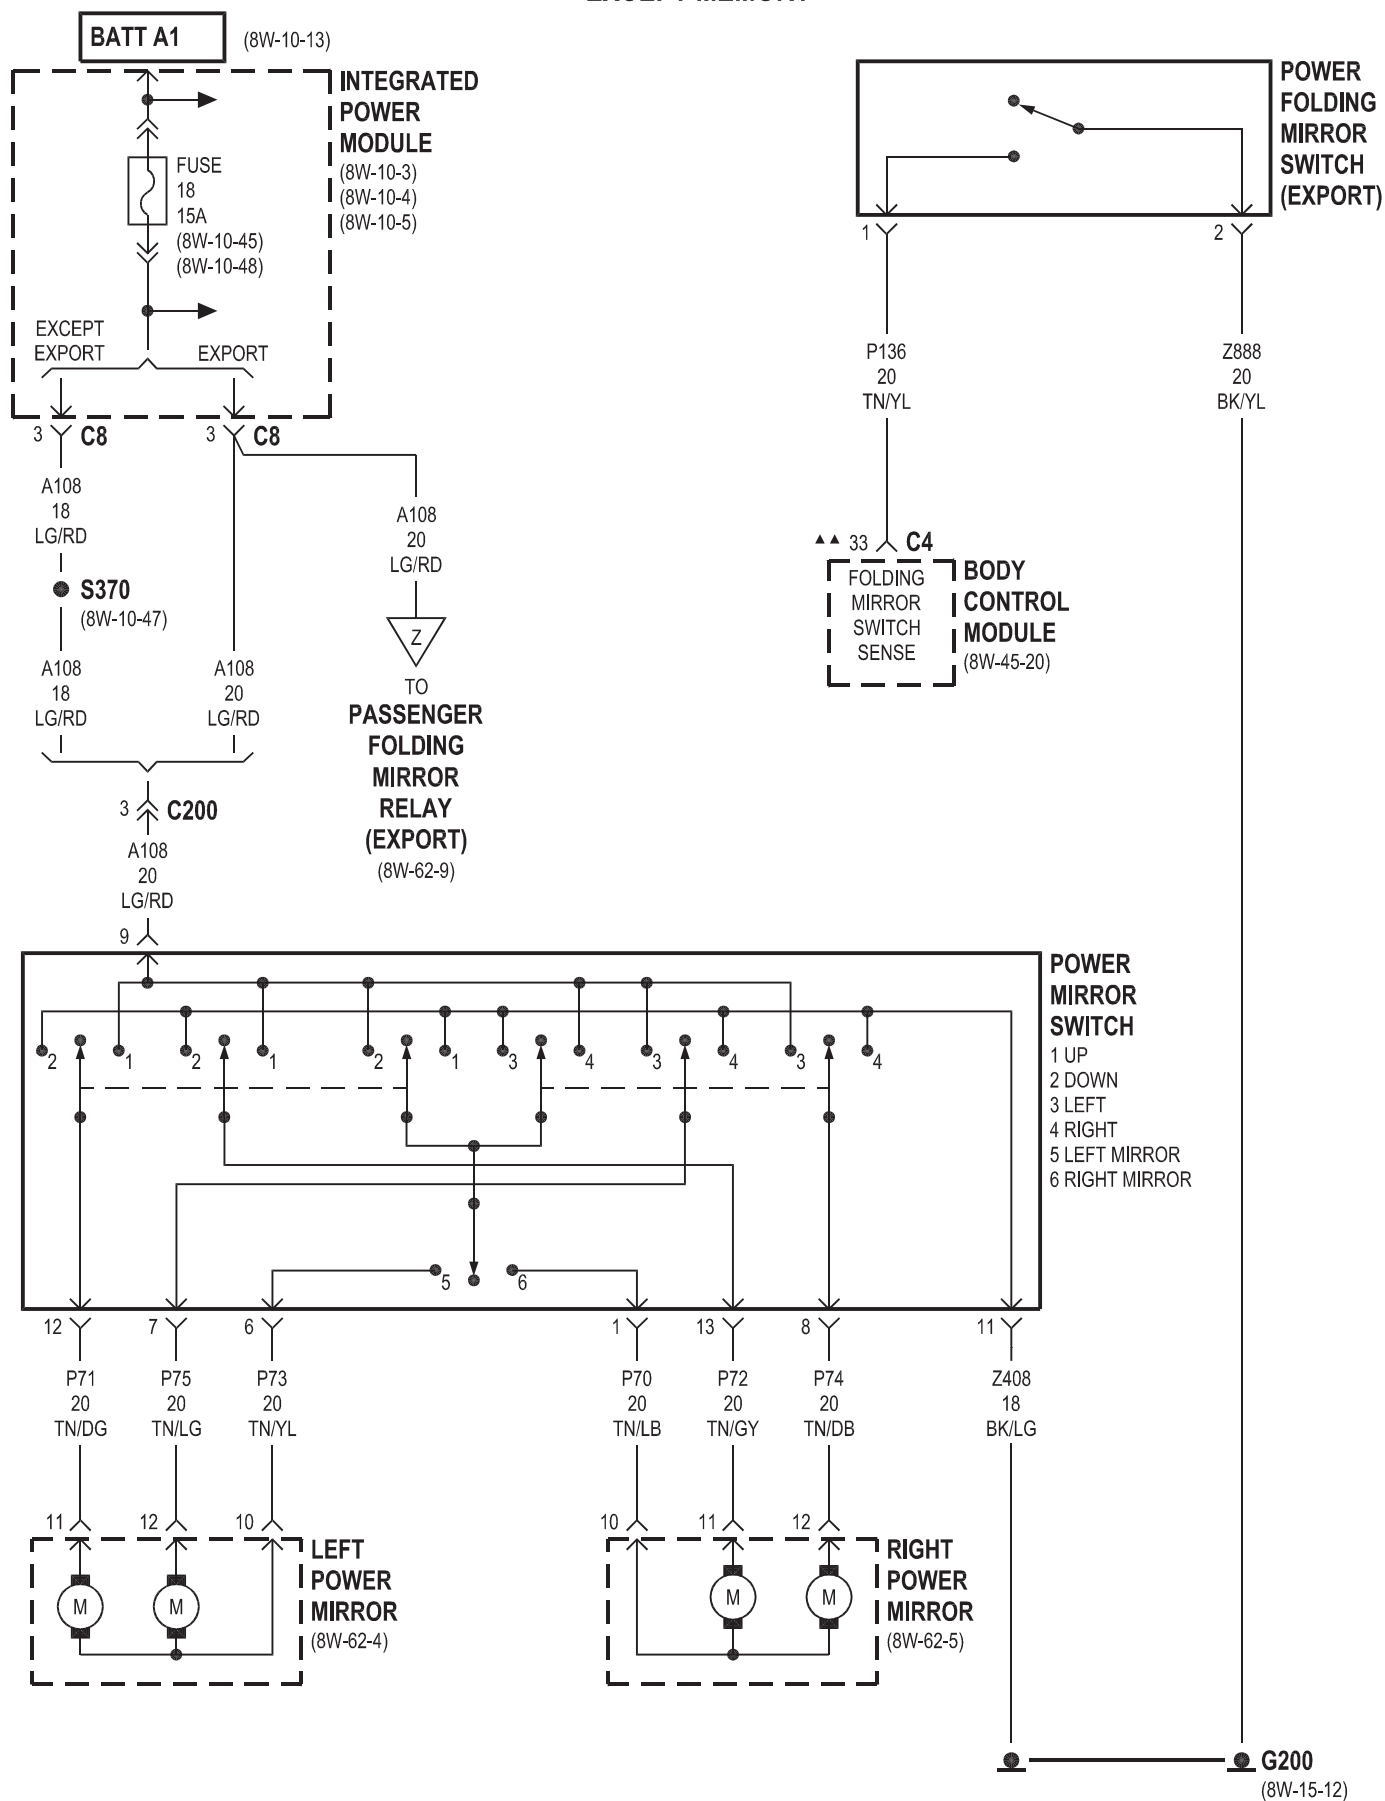 BATT A1
(8W-10-13)
INTEGRATED
POWER
MODULE
(8W-10-3)
(8W-10-4)
(8W-10-5)
FUSE
18
15A
(8W-10-45)
(8W-10-48)
EXCEPT
EXPORT
EXPORT
3
C8
3
C8
A108
18
LG/RD
A108
20
LG/RD
S370
(8W-10-47)
A108
18
LG/RD
A108
20
LG/RD
Z
TO
PASSENGER
FOLDING
MIRROR
RELAY
(EXPORT)
(8W-62-9)
3
C200
A108
20
LG/RD
9
POWER
FOLDING
MIRROR
SWITCH
(EXPORT)
1
2
P136
20
TN/YL
Z888
20
BK/YL
▲▲ 33
C4
FOLDING
MIRROR
SWITCH
SENSE
BODY
CONTROL
MODULE
(8W-45-20)
POWER
MIRROR
SWITCH
1 UP
2 DOWN
3 LEFT
4 RIGHT
5 LEFT MIRROR
6 RIGHT MIRROR
2 1 2 1 2 1 3 4 3 4 3 4
5 6
12 7 6 1 13 8 11
P71
20
TN/DG
P75
20
TN/LG
P73
20
TN/YL
P70
20
TN/LB
P72
20
TN/GY
P74
20
TN/DB
Z408
18
BK/LG
11 12 10
M M
LEFT
POWER
MIRROR
(8W-62-4)
10 11 12
M M
RIGHT
POWER
MIRROR
(8W-62-5)
G200
(8W-15-12)